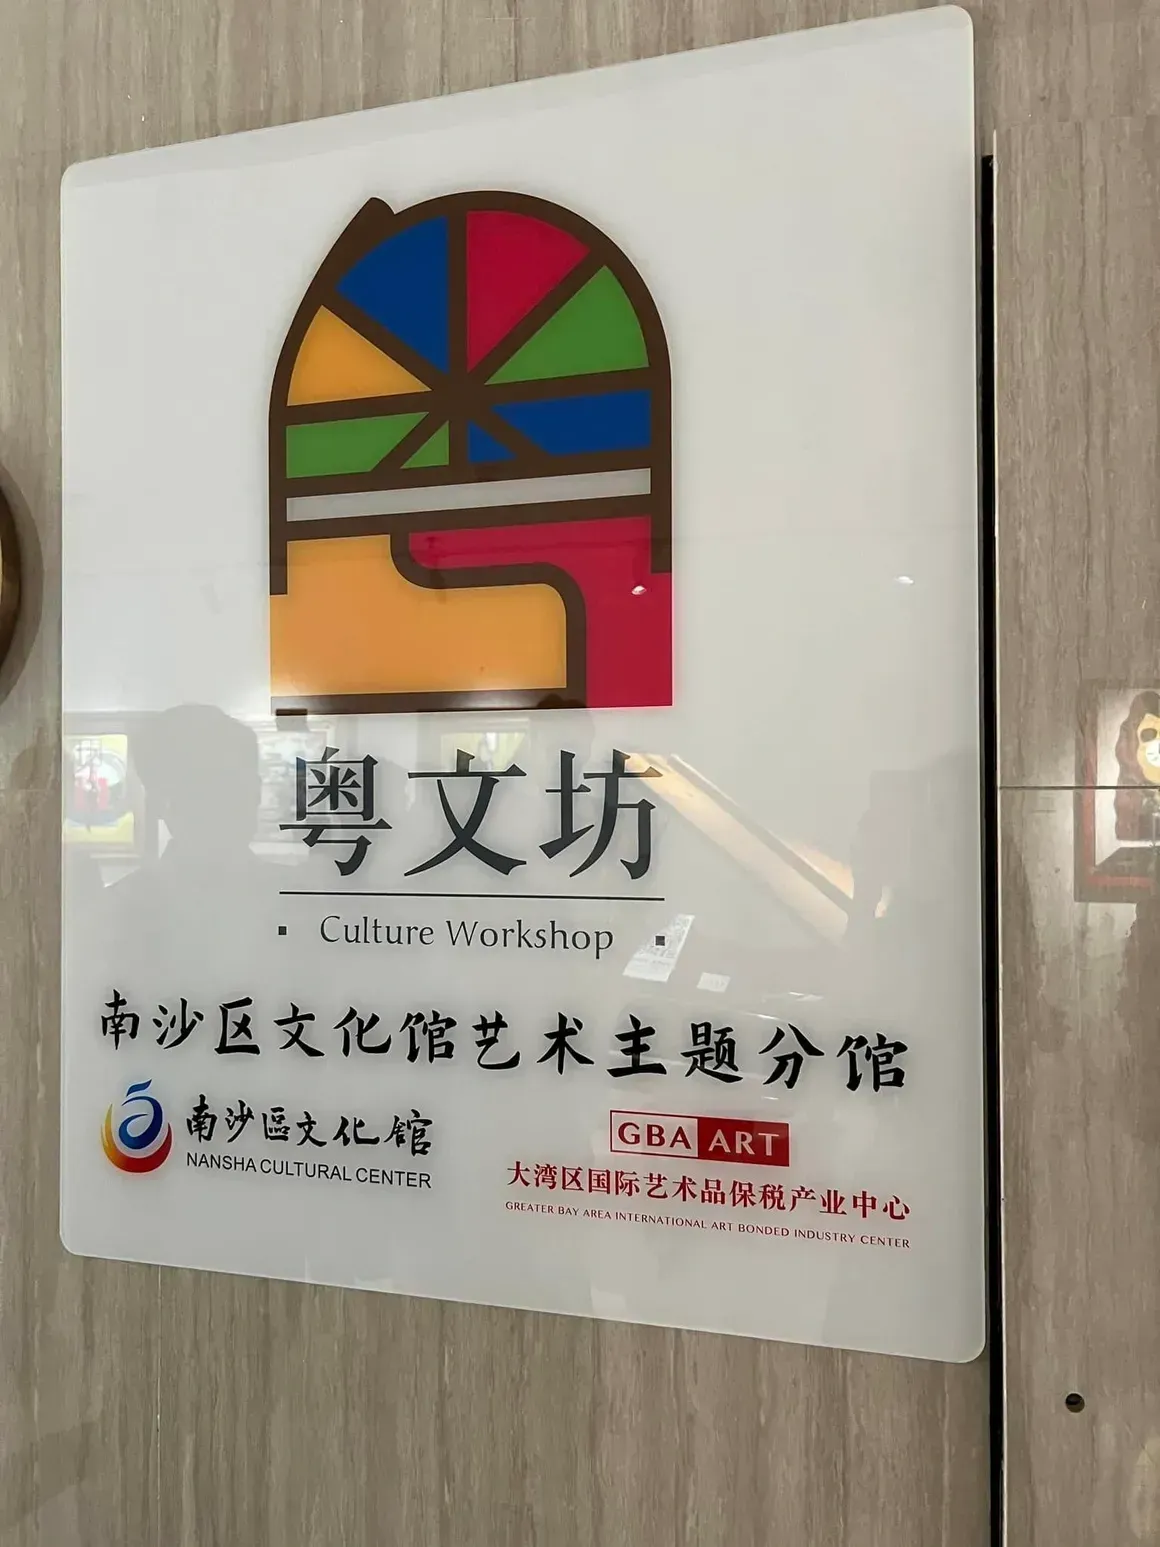 粤文坊
Culture Workshop
南沙区文化馆艺术主题分馆
南沙區文化馆
NANSHA CULTURAL CENTER
GBA ART
大湾区国际艺术品保税产业中心
GREATER BAY AREA INTERNATIONAL ART BONDED INDUSTRY CENTER